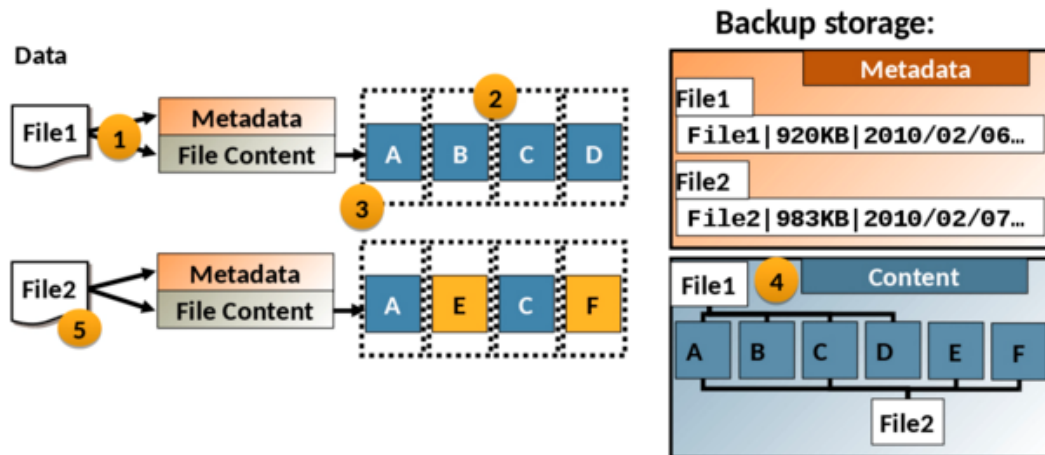 Backup storage:
Data
Metadata
File1
File1|920KB|2010/02/06…
File2
File2|983KB|2010/02/07…
File1
1
Metadata
File Content
2
A B C D
3
File2
5
Metadata
File Content
A E C F
File1
4
Content
A B C D E F
File2